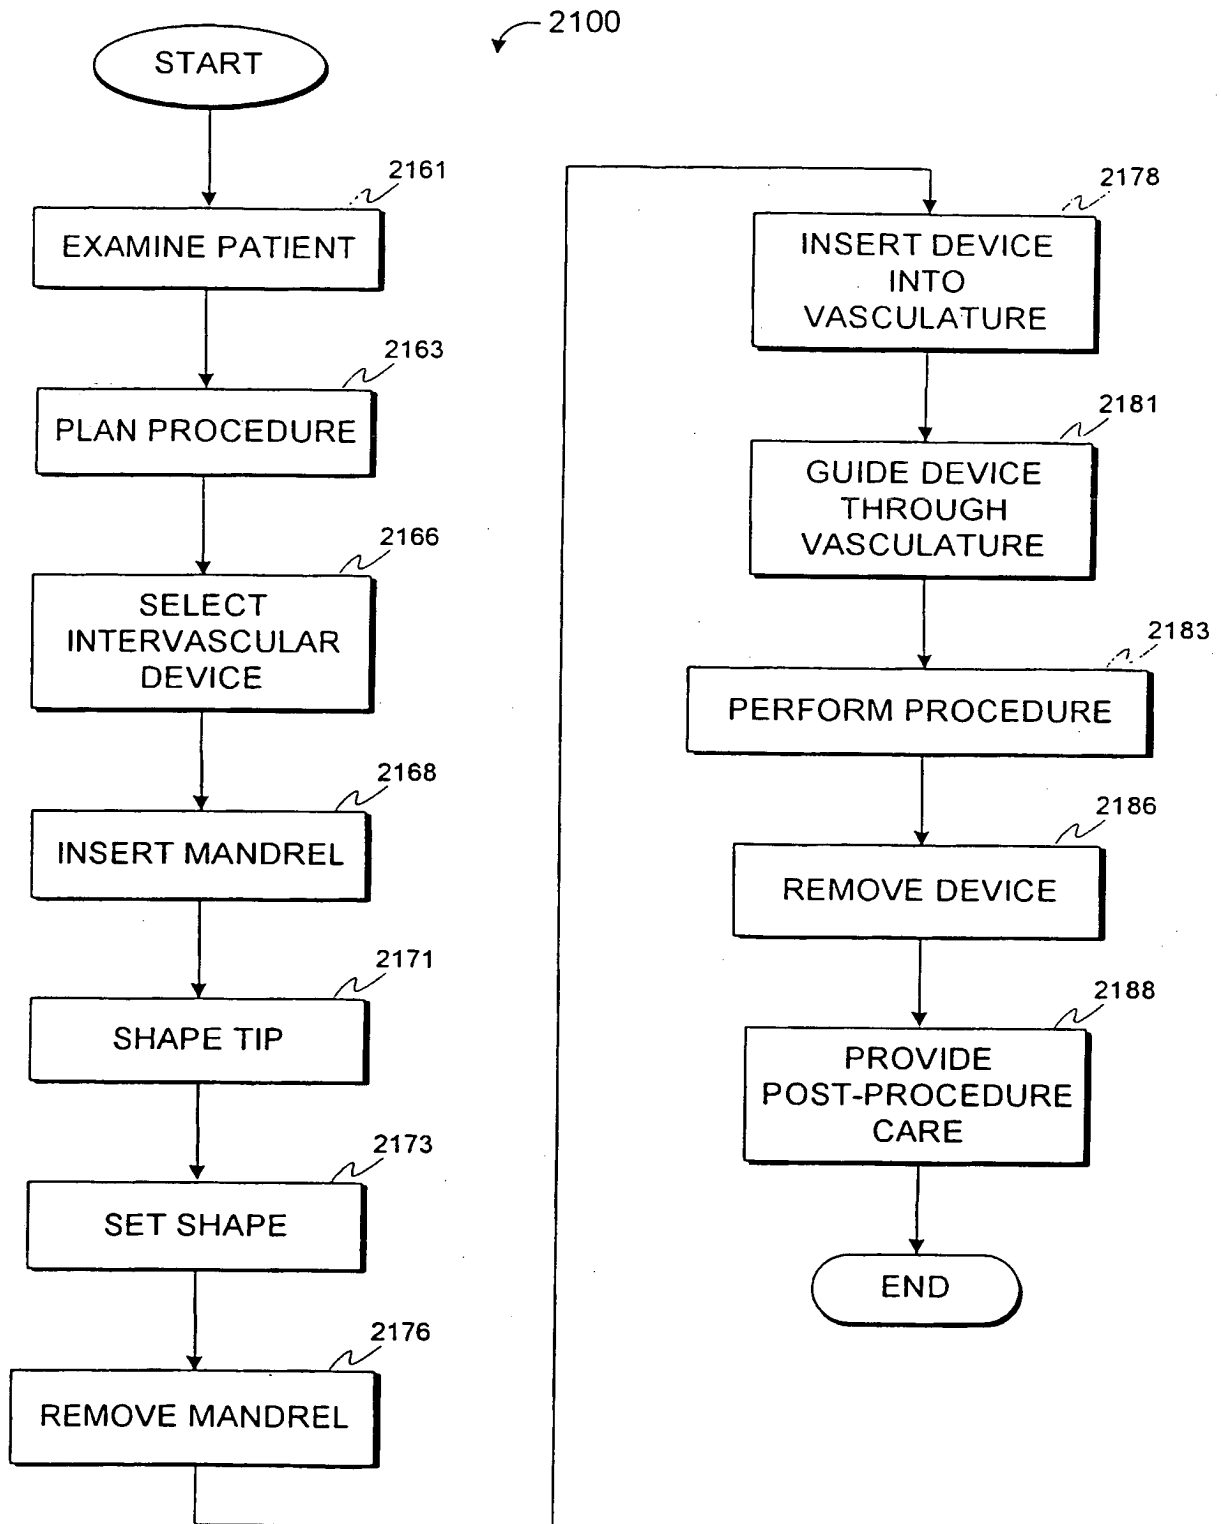 2100
START
2161
EXAMINE PATIENT
2163
PLAN PROCEDURE
2166
SELECT
INTERVASCULAR
DEVICE
2168
INSERT MANDREL
2171
SHAPE TIP
2173
SET SHAPE
2176
REMOVE MANDREL
2178
INSERT DEVICE
INTO
VASCULATURE
2181
GUIDE DEVICE
THROUGH
VASCULATURE
2183
PERFORM PROCEDURE
2186
REMOVE DEVICE
2188
PROVIDE
POST-PROCEDURE
CARE
END